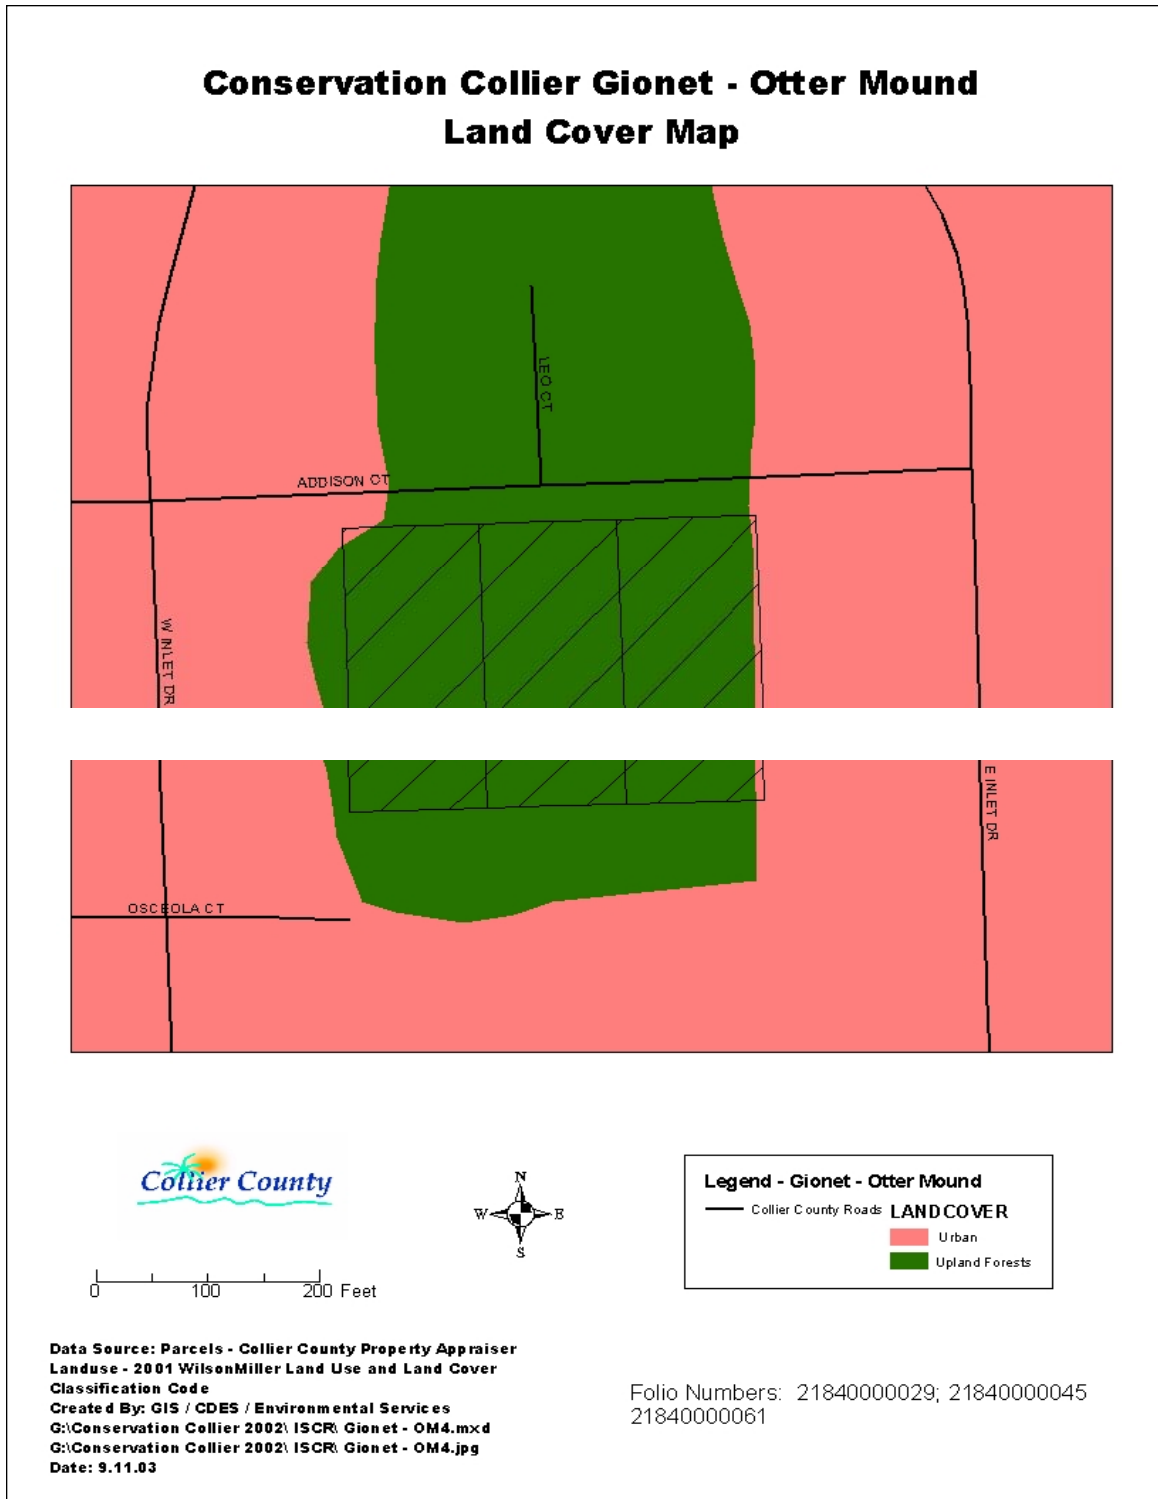 Conservation Collier Gionet - Otter Mound
Land Cover Map
LEO CT
ADDISON CT
W INLET DR
E INLET DR
OSCEOLA CT
Collier County
N
W
E
S
0 100 200 Feet
Legend - Gionet - Otter Mound
Collier County Roads
LANDCOVER
Urban
Upland Forests
Data Source: Parcels - Collier County Property Appraiser
Landuse - 2001 WilsonMiller Land Use and Land Cover
Classification Code
Created By: GIS / CDES / Environmental Services
G:\Conservation Collier 2002\ ISCR\ Gionet - OM4.mxd
G:\Conservation Collier 2002\ ISCR\ Gionet - OM4.jpg
Date: 9.11.03
Folio Numbers: 21840000029; 21840000045
21840000061